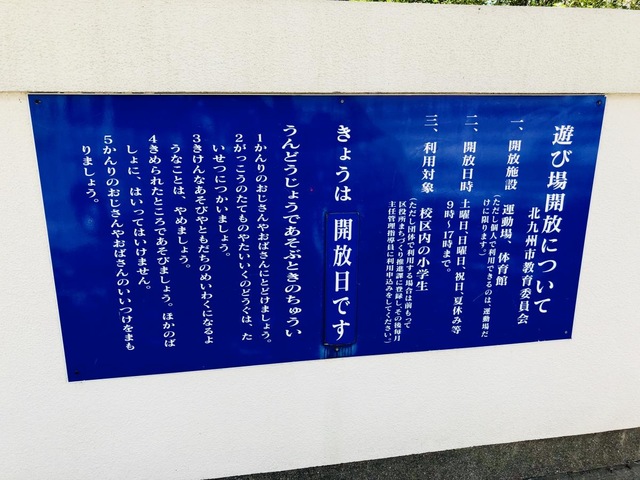 遊び場開放について
北九州市教育委員会
一、開放施設　運動場、体育館
（ただし個人で利用できるのは、運動場だ
けに限ります。）
二、開放日時　土曜日、日曜日、祝日、夏休み等
９時〜17時まで。
三、利用対象　校区内の小学生
（ただし団体で利用する場合は前もって
区役所まちづくり推進課に登録し、その後毎月
主任管理指導員に利用申込みをしてください。）
きょうは　開放日です
うんどうじょうであそぶときのちゅうい
1かんりのおじさんやおばさんにとどけましょう。
2がっこうのたてものやたいいくのどうぐは、た
いせつにつかいましょう。
3きけんなあそびやともだちのめいわくになるよ
うなことは、やめましょう。
4きめられたところであそびましょう。ほかのば
しょに、はいってはいけません。
5かんりのおじさんやおばさんのいいつけをまも
りましょう。